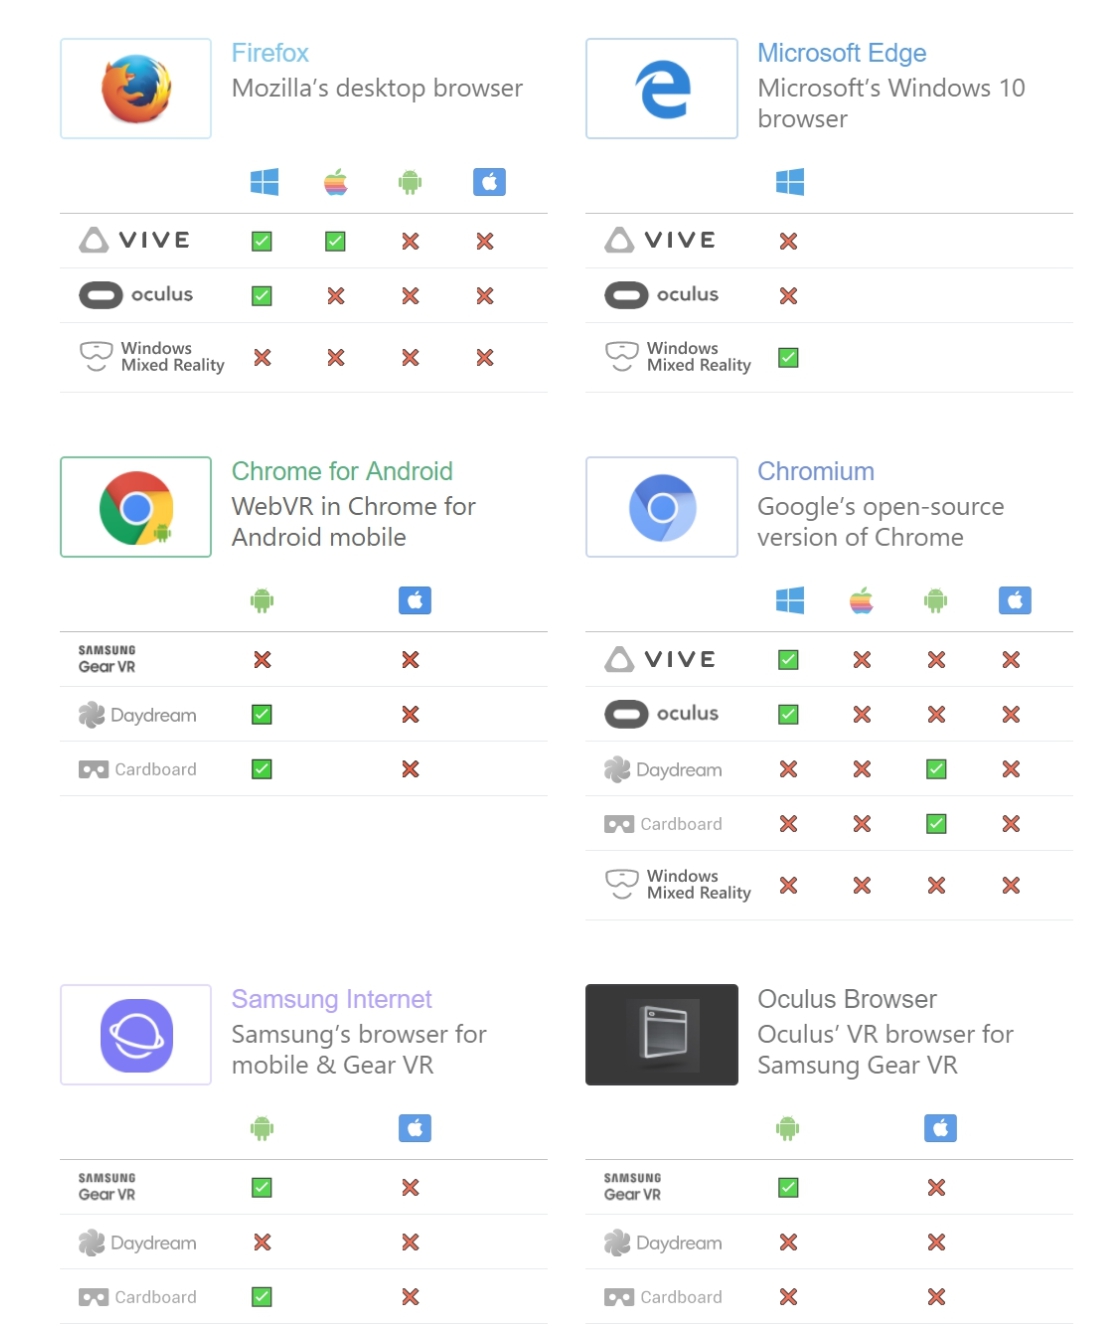 Firefox
Mozilla’s desktop browser
VIVE
oculus
Windows
Mixed Reality
Microsoft Edge
Microsoft’s Windows 10
browser
VIVE
oculus
Windows
Mixed Reality
Chrome for Android
WebVR in Chrome for
Android mobile
SAMSUNG
Gear VR
Daydream
Cardboard
Chromium
Google’s open-source
version of Chrome
VIVE
oculus
Daydream
Cardboard
Windows
Mixed Reality
Samsung Internet
Samsung’s browser for
mobile & Gear VR
SAMSUNG
Gear VR
Daydream
Cardboard
Oculus Browser
Oculus’ VR browser for
Samsung Gear VR
SAMSUNG
Gear VR
Daydream
Cardboard